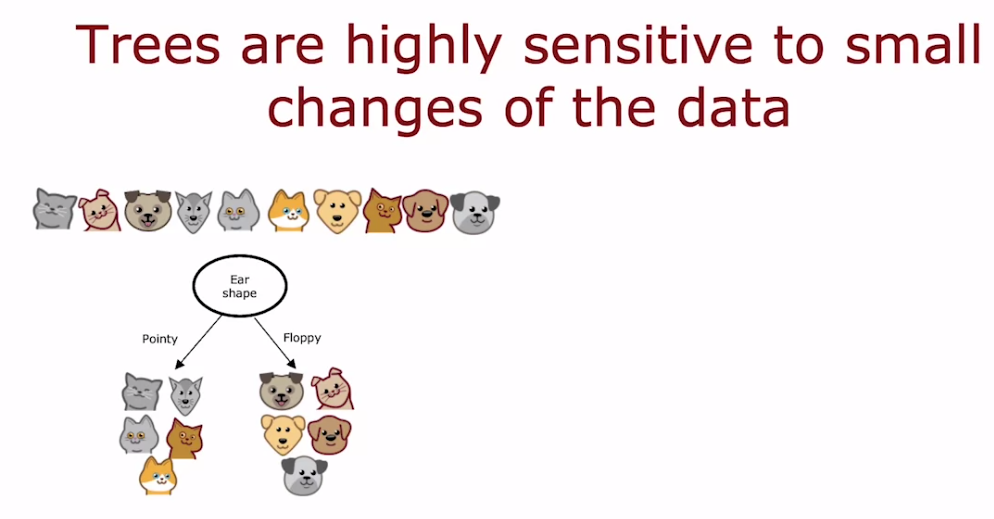 Trees are highly sensitive to small
changes of the data
Ear
shape
Pointy
Floppy